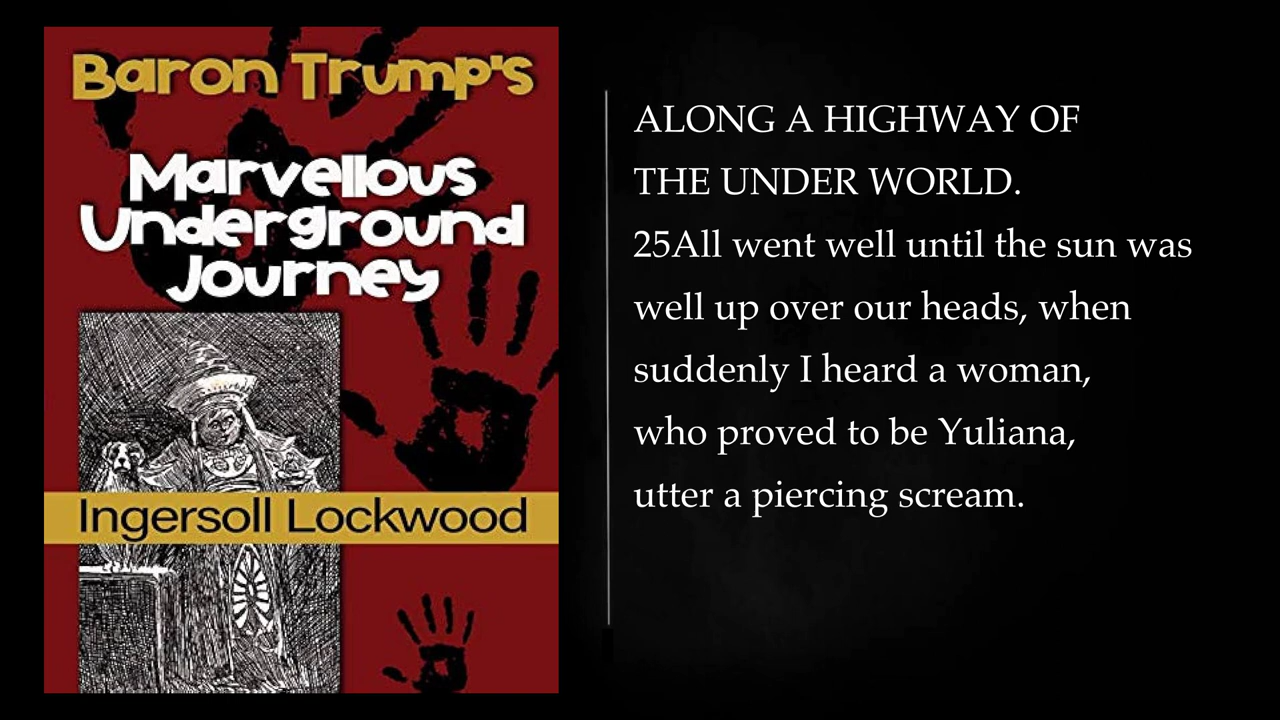 Baron Trump's
Marvellous
Underground
Journey
Ingersoll Lockwood
ALONG A HIGHWAY OF
THE UNDER WORLD.
25All went well until the sun was
well up over our heads, when
suddenly I heard a woman,
who proved to be Yuliana,
utter a piercing scream.